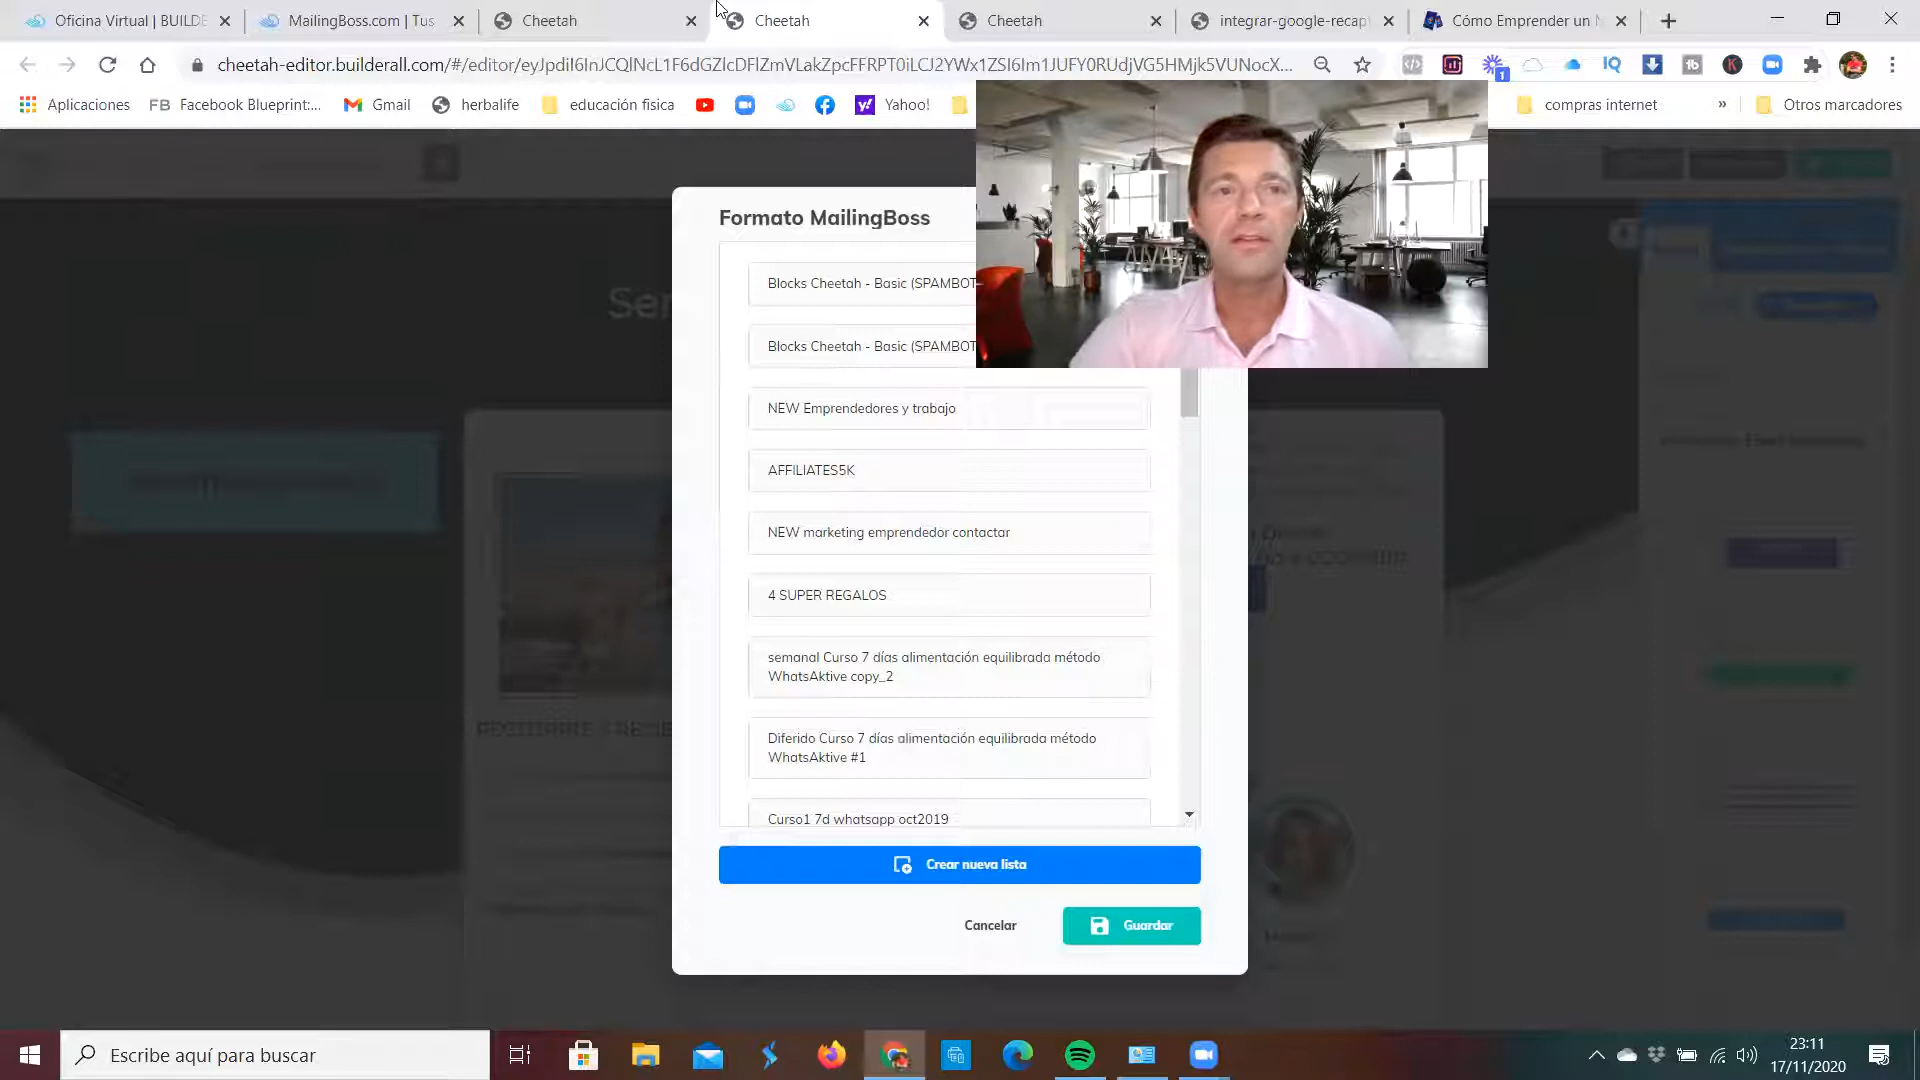 Oficina Virtual | BUILDE
MailingBoss.com | Tus
Cheetah
Cheetah
Cheetah
integrar-google-recapt
Cómo Emprender un N
cheetah-editor.builderall.com/#/editor/eyJpdiI6InJCQlNcL1F6dGZlcDFlZmVLakZpcFFRPT0iLCJ2YWx1ZSI6Im1JUFY0RUdjVG5HMjk5VUNocX...
Aplicaciones
FB Facebook Blueprint:...
Gmail
herbalife
educación fisica
Yahoo!
compras internet
»
Otros marcadores
Formato MailingBoss
Blocks Cheetah - Basic (SPAMBOT
Blocks Cheetah - Basic (SPAMBOT
NEW Emprendedores y trabajo
AFFILIATES5K
NEW marketing emprendedor contactar
4 SUPER REGALOS
semanal Curso 7 días alimentación equilibrada método
WhatsAktive copy_2
Diferido Curso 7 días alimentación equilibrada método
WhatsAktive #1
Curso1 7d whatsapp oct2019
Crear nueva lista
Cancelar
Guardar
Escribe aquí para buscar
23:11
17/11/2020